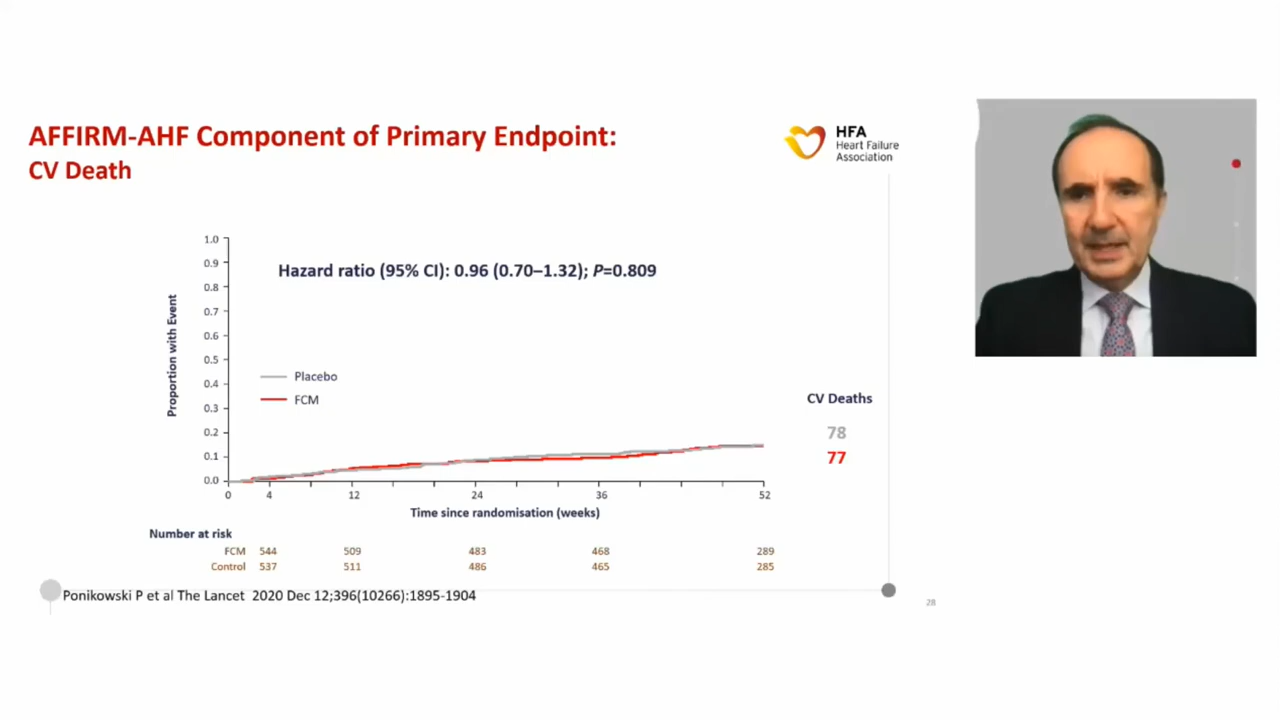 AFFIRM-AHF Component of Primary Endpoint:
CV Death
HFA
Heart Failure
Association
Hazard ratio (95% CI): 0.96 (0.70–1.32); P=0.809
Proportion with Event
1.0
0.9
0.8
0.7
0.6
0.5
0.4
0.3
0.2
0.1
0.0
Placebo
FCM
CV Deaths
78
77
0 4 12 24 36 52
Time since randomisation (weeks)
Number at risk
FCM 544 509 483 468 289
Control 537 511 486 465 285
Ponikowski P et al The Lancet 2020 Dec 12;396(10266):1895-1904
28